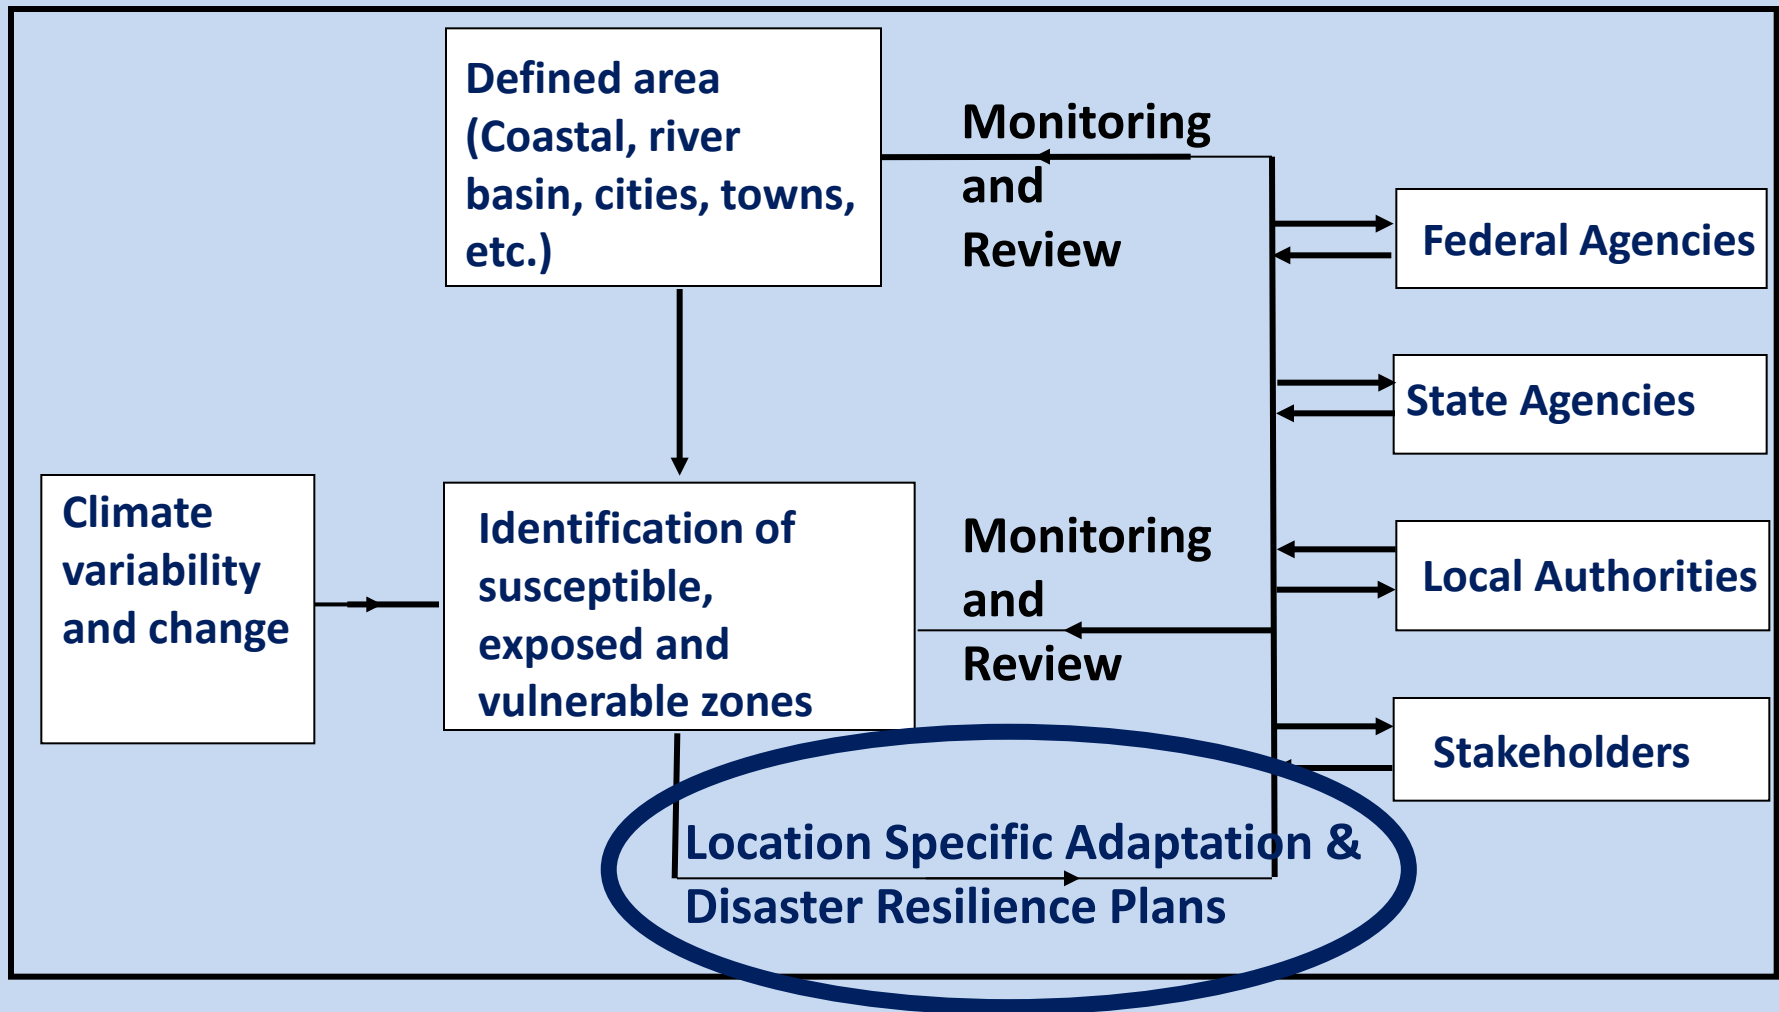 Defined area
(Coastal, river
basin, cities, towns,
etc.)
Monitoring
and
Review
Federal Agencies
State Agencies
Climate
variability
and change
Identification of
susceptible,
exposed and
vulnerable zones
Monitoring
and
Review
Local Authorities
Stakeholders
Location Specific Adaptation &
Disaster Resilience Plans